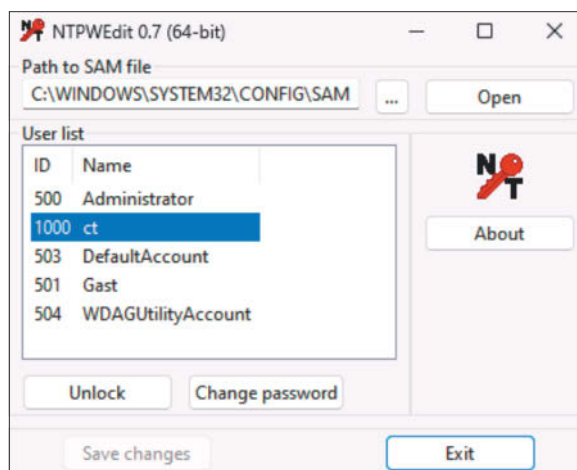 NTPWEdit 0.7 (64-bit)
Path to SAM file
C:\WINDOWS\SYSTEM32\CONFIG\SAM
...
Open
User list
ID Name
500 Administrator
1000 ct
503 DefaultAccount
501 Gast
504 WDAGUtilityAccount
N T
About
Unlock
Change password
Save changes
Exit